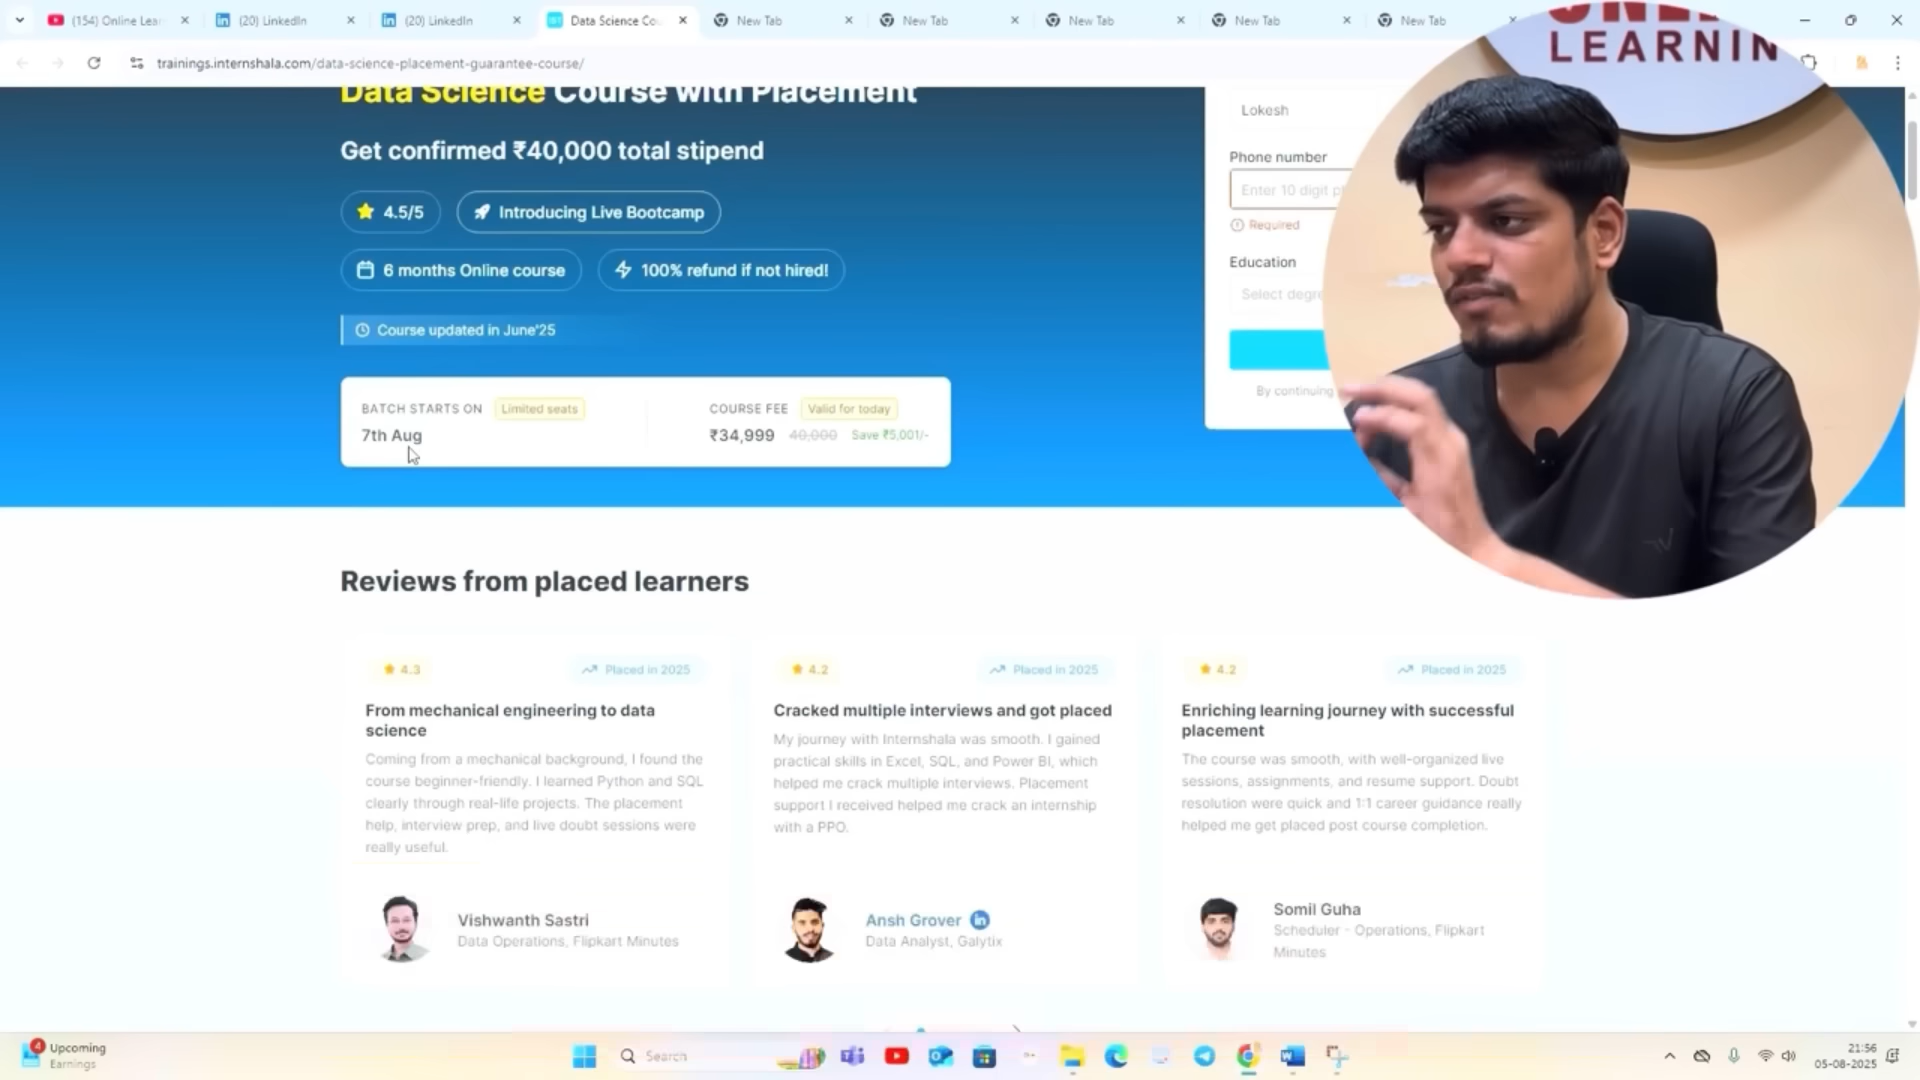 (154) Online Lear
(20) LinkedIn
(20) LinkedIn
Data Science Co
New Tab
New Tab
New Tab
New Tab
New Tab
trainings.internshala.com/data-science-placement-guarantee-course/
LEARNIN
Data Science Course with Placement
Get confirmed ₹40,000 total stipend
4.5/5
Introducing Live Bootcamp
6 months Online course
100% refund if not hired!
Course updated in June'25
BATCH STARTS ON
Limited seats
7th Aug
COURSE FEE
Valid for today
₹34,999 40,000 Save ₹5,001/-
Lokesh
Phone number
Enter 10 digit
Required
Education
Select degre
By continuing
Reviews from placed learners
4.3
Placed in 2025
From mechanical engineering to data
science
Coming from a mechanical background, I found the
course beginner-friendly. I learned Python and SQL
clearly through real-life projects. The placement
help, interview prep, and live doubt sessions were
really useful.
Vishwanth Sastri
Data Operations, Flipkart Minutes
4.2
Placed in 2025
Cracked multiple interviews and got placed
My journey with Internshala was smooth. I gained
practical skills in Excel, SQL, and Power BI, which
helped me crack multiple interviews. Placement
support I received helped me crack an internship
with a PPO.
Ansh Grover
Data Analyst, Galytix
4.2
Placed in 2025
Enriching learning journey with successful
placement
The course was smooth, with well-organized live
sessions, assignments, and resume support. Doubt
resolution were quick and 1:1 career guidance really
helped me get placed post course completion.
Somil Guha
Scheduler - Operations, Flipkart
Minutes
4
Upcoming
Earnings
Search
21:56
05-08-2025